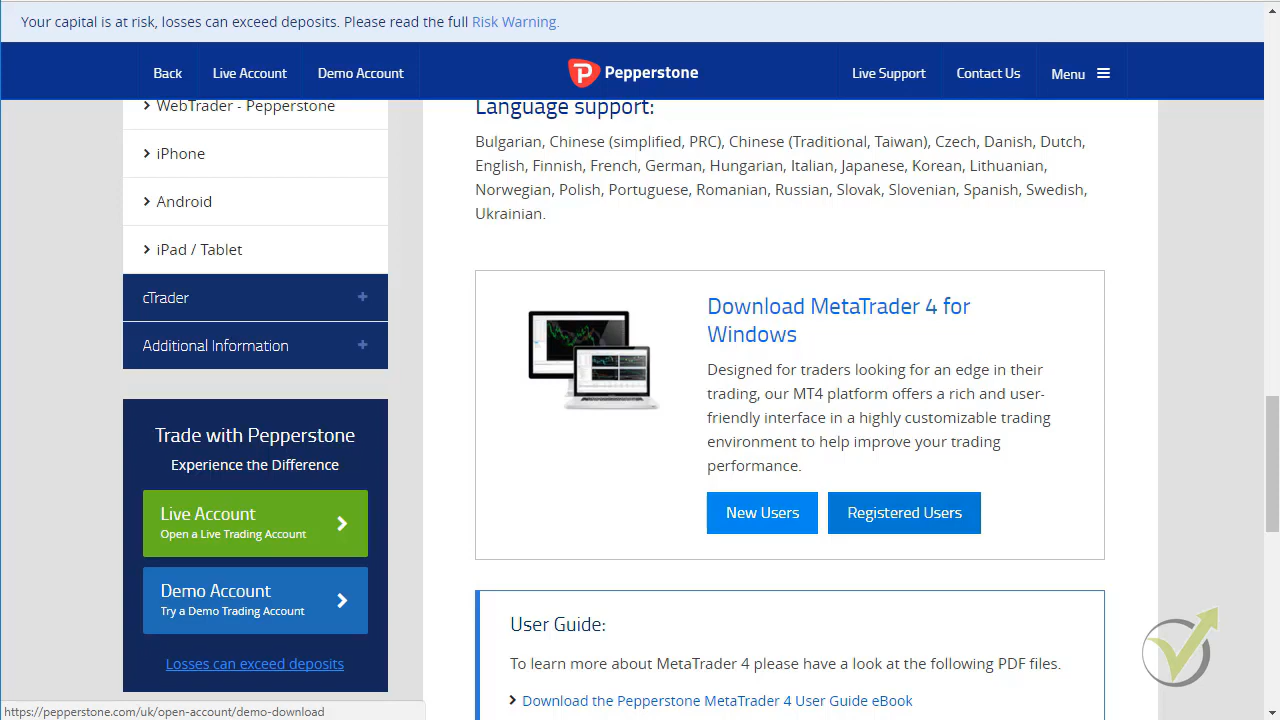 Your capital is at risk, losses can exceed deposits. Please read the full Risk Warning.
Back
Live Account
Demo Account
Pepperstone
Live Support
Contact Us
Menu
WebTrader - Pepperstone
iPhone
Android
iPad / Tablet
cTrader
Additional Information
Trade with Pepperstone
Experience the Difference
Live Account
Open a Live Trading Account
Demo Account
Try a Demo Trading Account
Losses can exceed deposits
Language support:
Bulgarian, Chinese (simplified, PRC), Chinese (Traditional, Taiwan), Czech, Danish, Dutch,
English, Finnish, French, German, Hungarian, Italian, Japanese, Korean, Lithuanian,
Norwegian, Polish, Portuguese, Romanian, Russian, Slovak, Slovenian, Spanish, Swedish,
Ukrainian.
Download MetaTrader 4 for
Windows
Designed for traders looking for an edge in their
trading, our MT4 platform offers a rich and user-
friendly interface in a highly customizable trading
environment to help improve your trading
performance.
New Users
Registered Users
User Guide:
To learn more about MetaTrader 4 please have a look at the following PDF files.
Download the Pepperstone MetaTrader 4 User Guide eBook
https://pepperstone.com/uk/open-account/demo-download